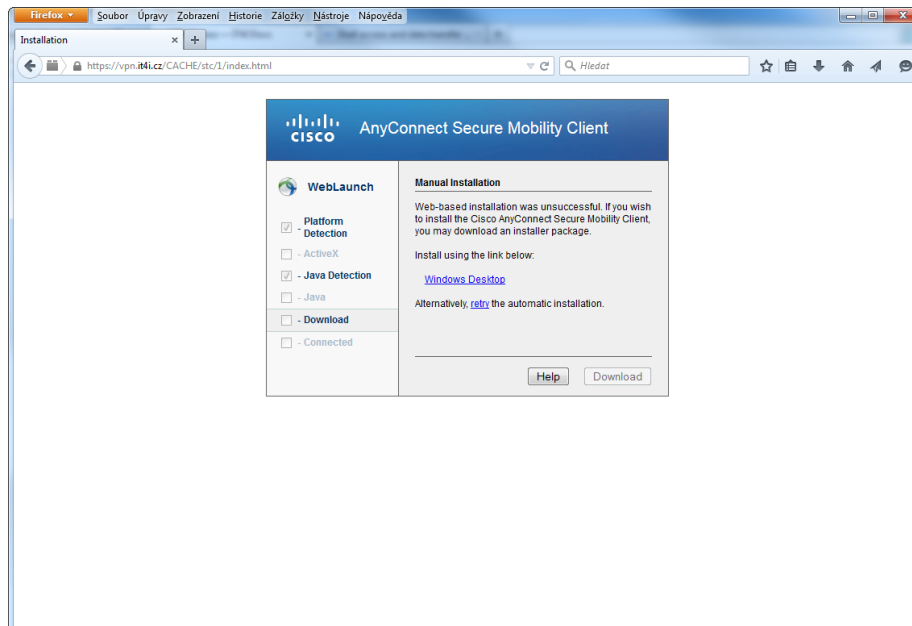 Firefox
Soubor Úpravy Zobrazení Historie Záložky Nástroje Nápověda
Installation
https://vpn.it4i.cz/CACHE/stc/1/index.html
Hledat
CISCO
AnyConnect Secure Mobility Client
WebLaunch
- Platform
Detection
- ActiveX
- Java Detection
- Java
- Download
- Connected
Manual Installation
Web-based installation was unsuccessful. If you wish
to install the Cisco AnyConnect Secure Mobility Client,
you may download an installer package.
Install using the link below:
Windows Desktop
Alternatively, retry the automatic installation.
Help
Download